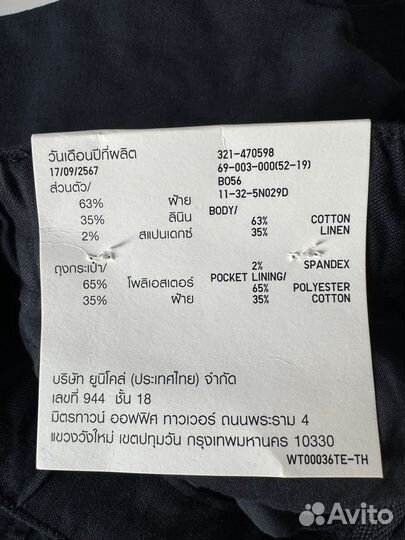 วันเดือนปีที่ผลิต
17/09/2567
ส่วนตัว/
63% ฝ้าย
35% ลินิน
2% สแปนเดกซ์
ถุงกระเป๋า/
65% โพลิเอสเตอร์
35% ฝ้าย
321-470598
69-003-000(52-19)
BO56
11-32-5N029D
BODY/
63% COTTON
35% LINEN
2% SPANDEX
POCKET LINING/
65% POLYESTER
35% COTTON
บริษัท ยูนิโคล่ (ประเทศไทย) จำกัด
เลขที่ 944 ชั้น 18
มิตรทาวน์ ออฟฟิศ ทาวเวอร์ ถนนพระราม 4
แขวงวังใหม่ เขตปทุมวัน กรุงเทพมหานคร 10330
WT00036TE-TH
Avito